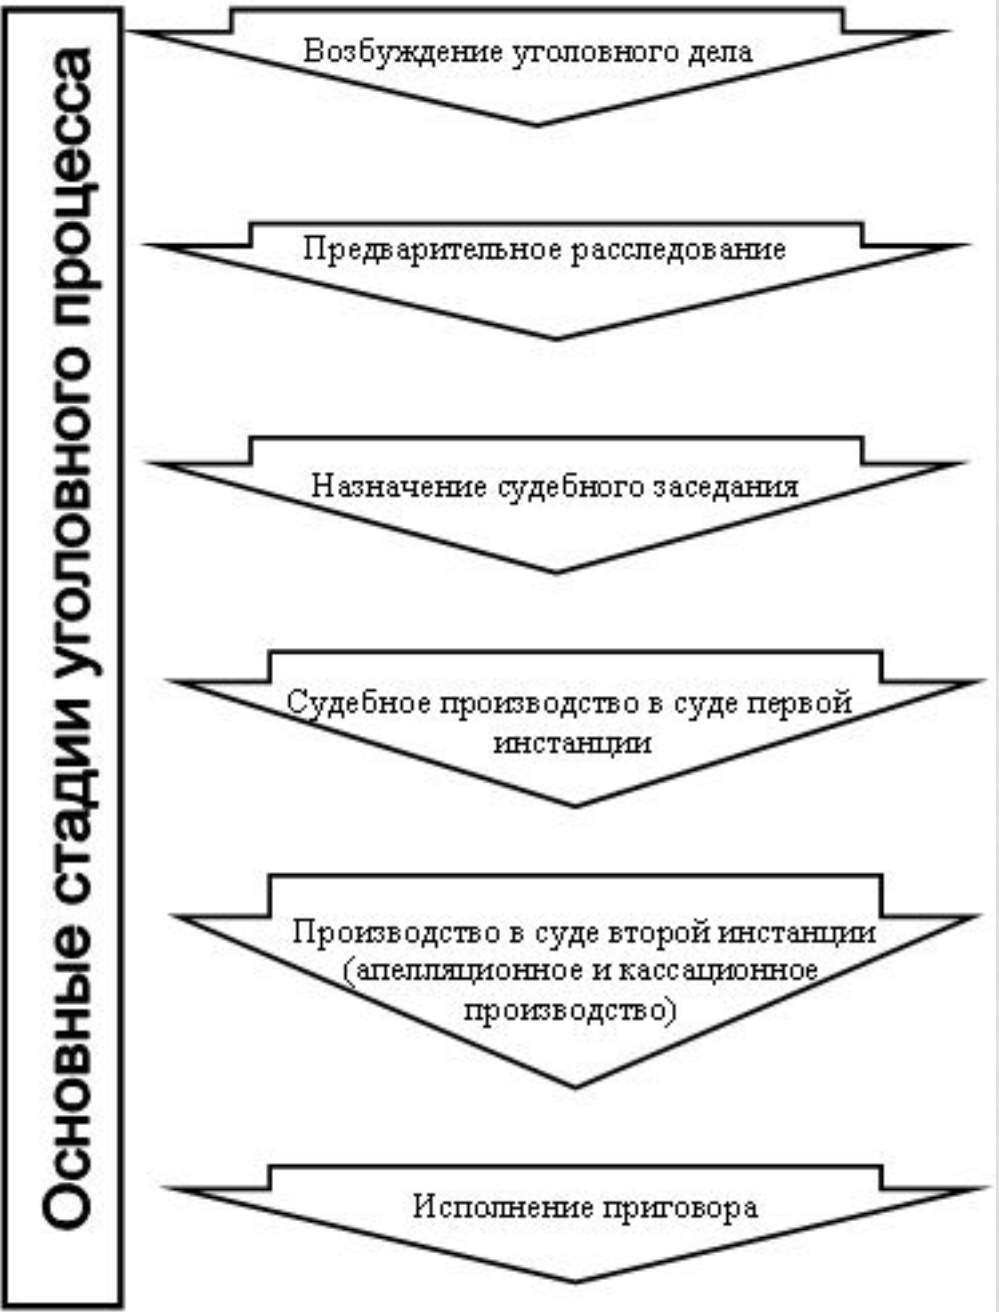 Основные стадии уголовного процесса
Возбуждение уголовного дела
Предварительное расследование
Назначение судебного заседания
Судебное производство в суде первой
инстанции
Производство в суде второй инстанции
(апелляционное и кассационное
производство)
Исполнение приговора